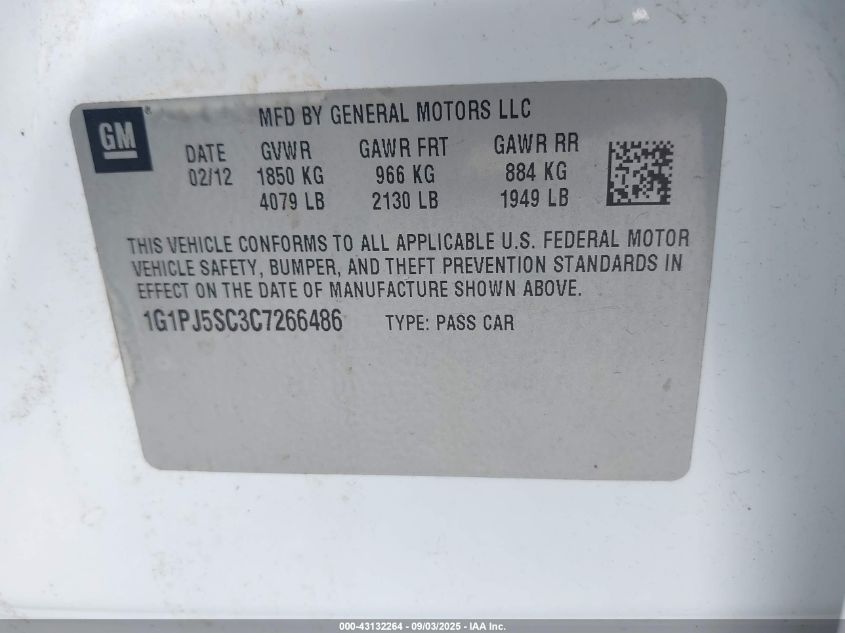 MFD BY GENERAL MOTORS LLC
GM®
DATE GVWR GAWR FRT GAWR RR
02/12 1850 KG 966 KG 884 KG
4079 LB 2130 LB 1949 LB
THIS VEHICLE CONFORMS TO ALL APPLICABLE U.S. FEDERAL MOTOR
VEHICLE SAFETY, BUMPER, AND THEFT PREVENTION STANDARDS IN
EFFECT ON THE DATE OF MANUFACTURE SHOWN ABOVE.
1G1PJ5SC3C7266486 TYPE: PASS CAR
000-43132264 - 09/03/2025 - IAA Inc.